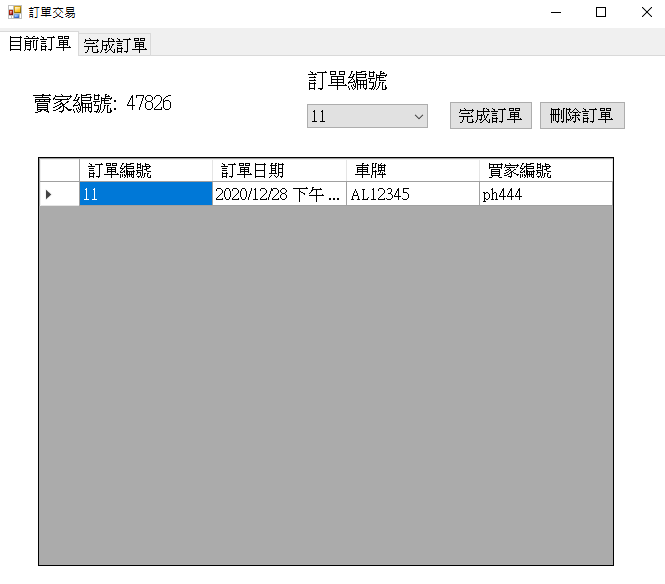 訂單交易
目前訂單 完成訂單
訂單編號
賣家編號: 47826
11 完成訂單 刪除訂單
訂單編號 訂單日期 車牌 買家編號
11 2020/12/28 下午 ... AL12345 ph444